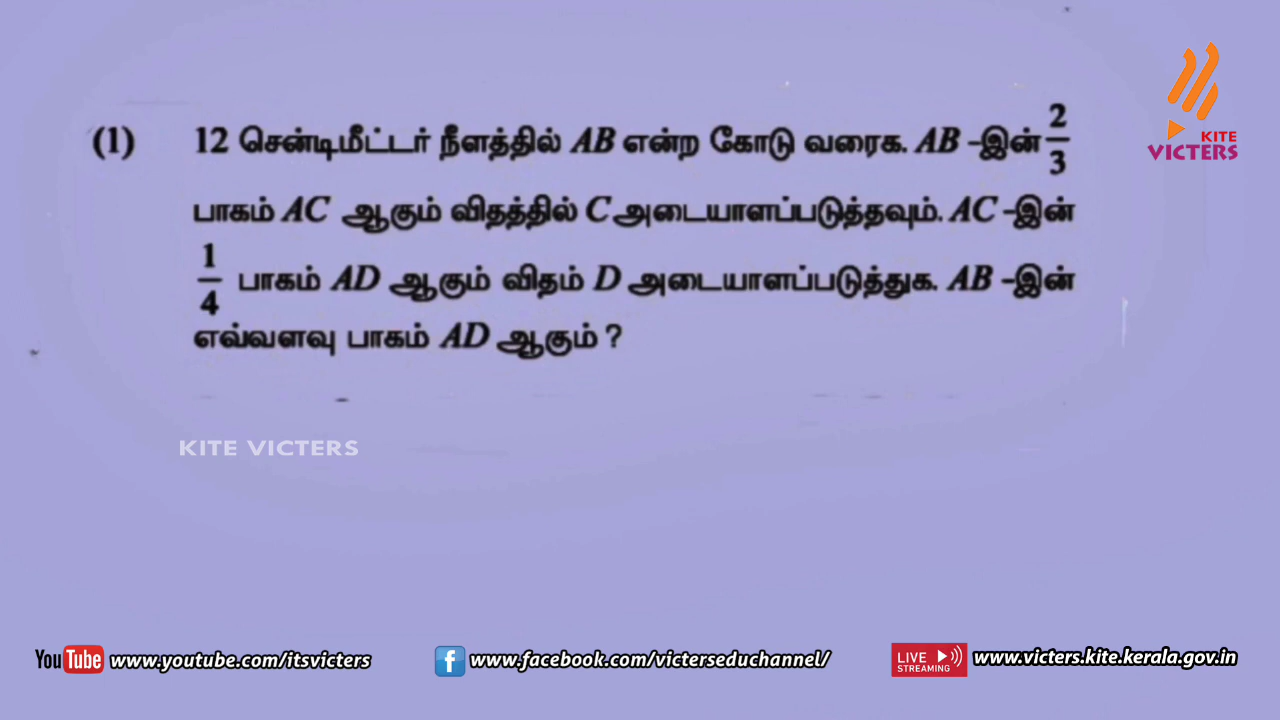 KITE
VICTERS
(1) 12 சென்டிமீட்டர் நீளத்தில் AB என்ற கோடு வரைக. AB -இன் 2/3
பாகம் AC ஆகும் விதத்தில் C அடையாளப்படுத்தவும். AC -இன்
1/4 பாகம் AD ஆகும் விதம் D அடையாளப்படுத்துக. AB -இன்
எவ்வளவு பாகம் AD ஆகும் ?
KITE VICTERS
You Tube www.youtube.com/itsvicters
f www.facebook.com/victerseduchannel/
LIVE STREAMING www.victers.kite.kerala.gov.in